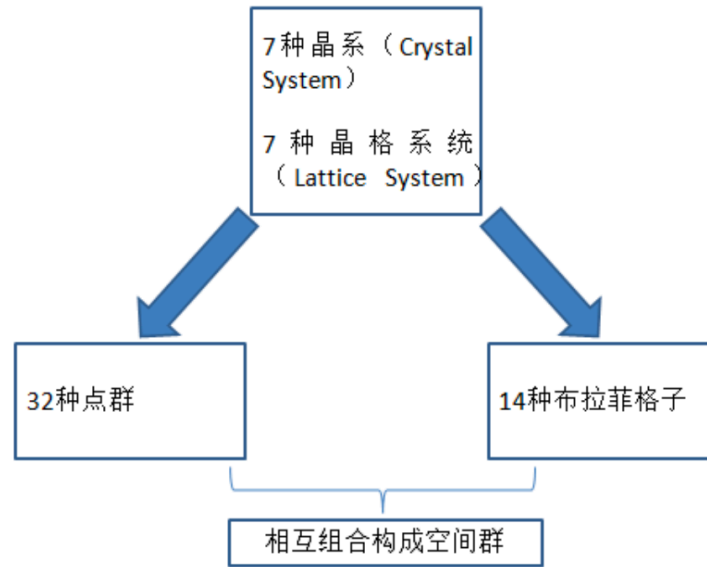 7种晶系（Crystal
System）
7种晶格系统
（Lattice System）
32种点群
14种布拉菲格子
相互组合构成空间群